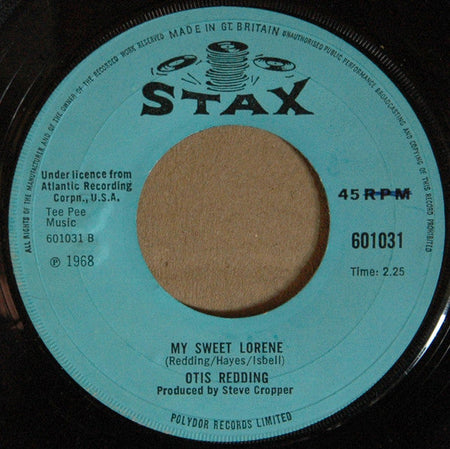 MADE IN GT. BRITAIN
ALL RIGHTS OF THE MANUFACTURER AND OF THE OWNER OF THE RECORDED WORK RESERVED
UNAUTHORISED PUBLIC PERFORMANCE BROADCASTING AND COPYING OF THIS RECORD PROHIBITED
STAX
Under licence from
Atlantic Recording
Corpn., U.S.A.
Tee Pee
Music
601031 B
℗ 1968
45 RPM
601031
Time: 2.25
MY SWEET LORENE
(Redding/Hayes/Isbell)
OTIS REDDING
Produced by Steve Cropper
POLYDOR RECORDS LIMITED